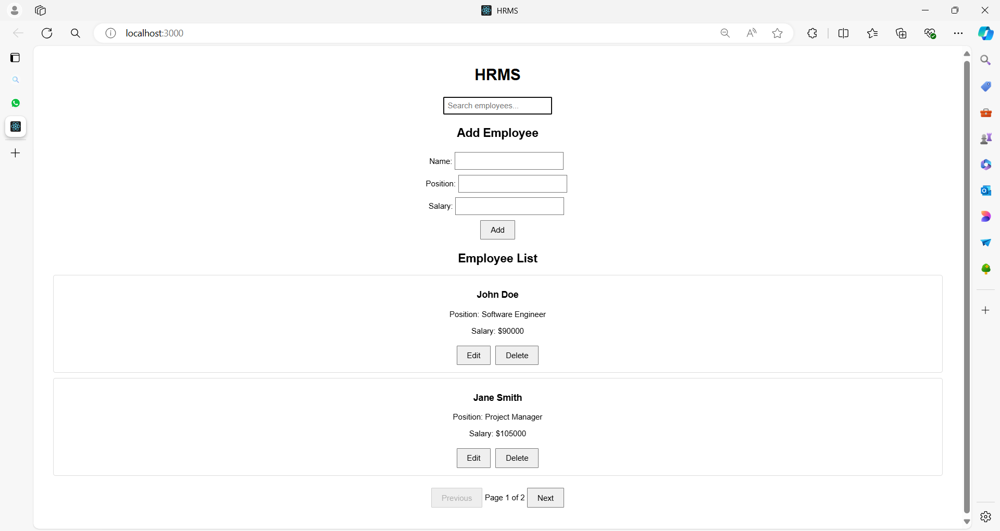 HRMS
localhost:3000
HRMS
Search employees...
Add Employee
Name:
Position:
Salary:
Add
Employee List
John Doe
Position: Software Engineer
Salary: $90000
Edit Delete
Jane Smith
Position: Project Manager
Salary: $105000
Edit Delete
Previous Page 1 of 2 Next